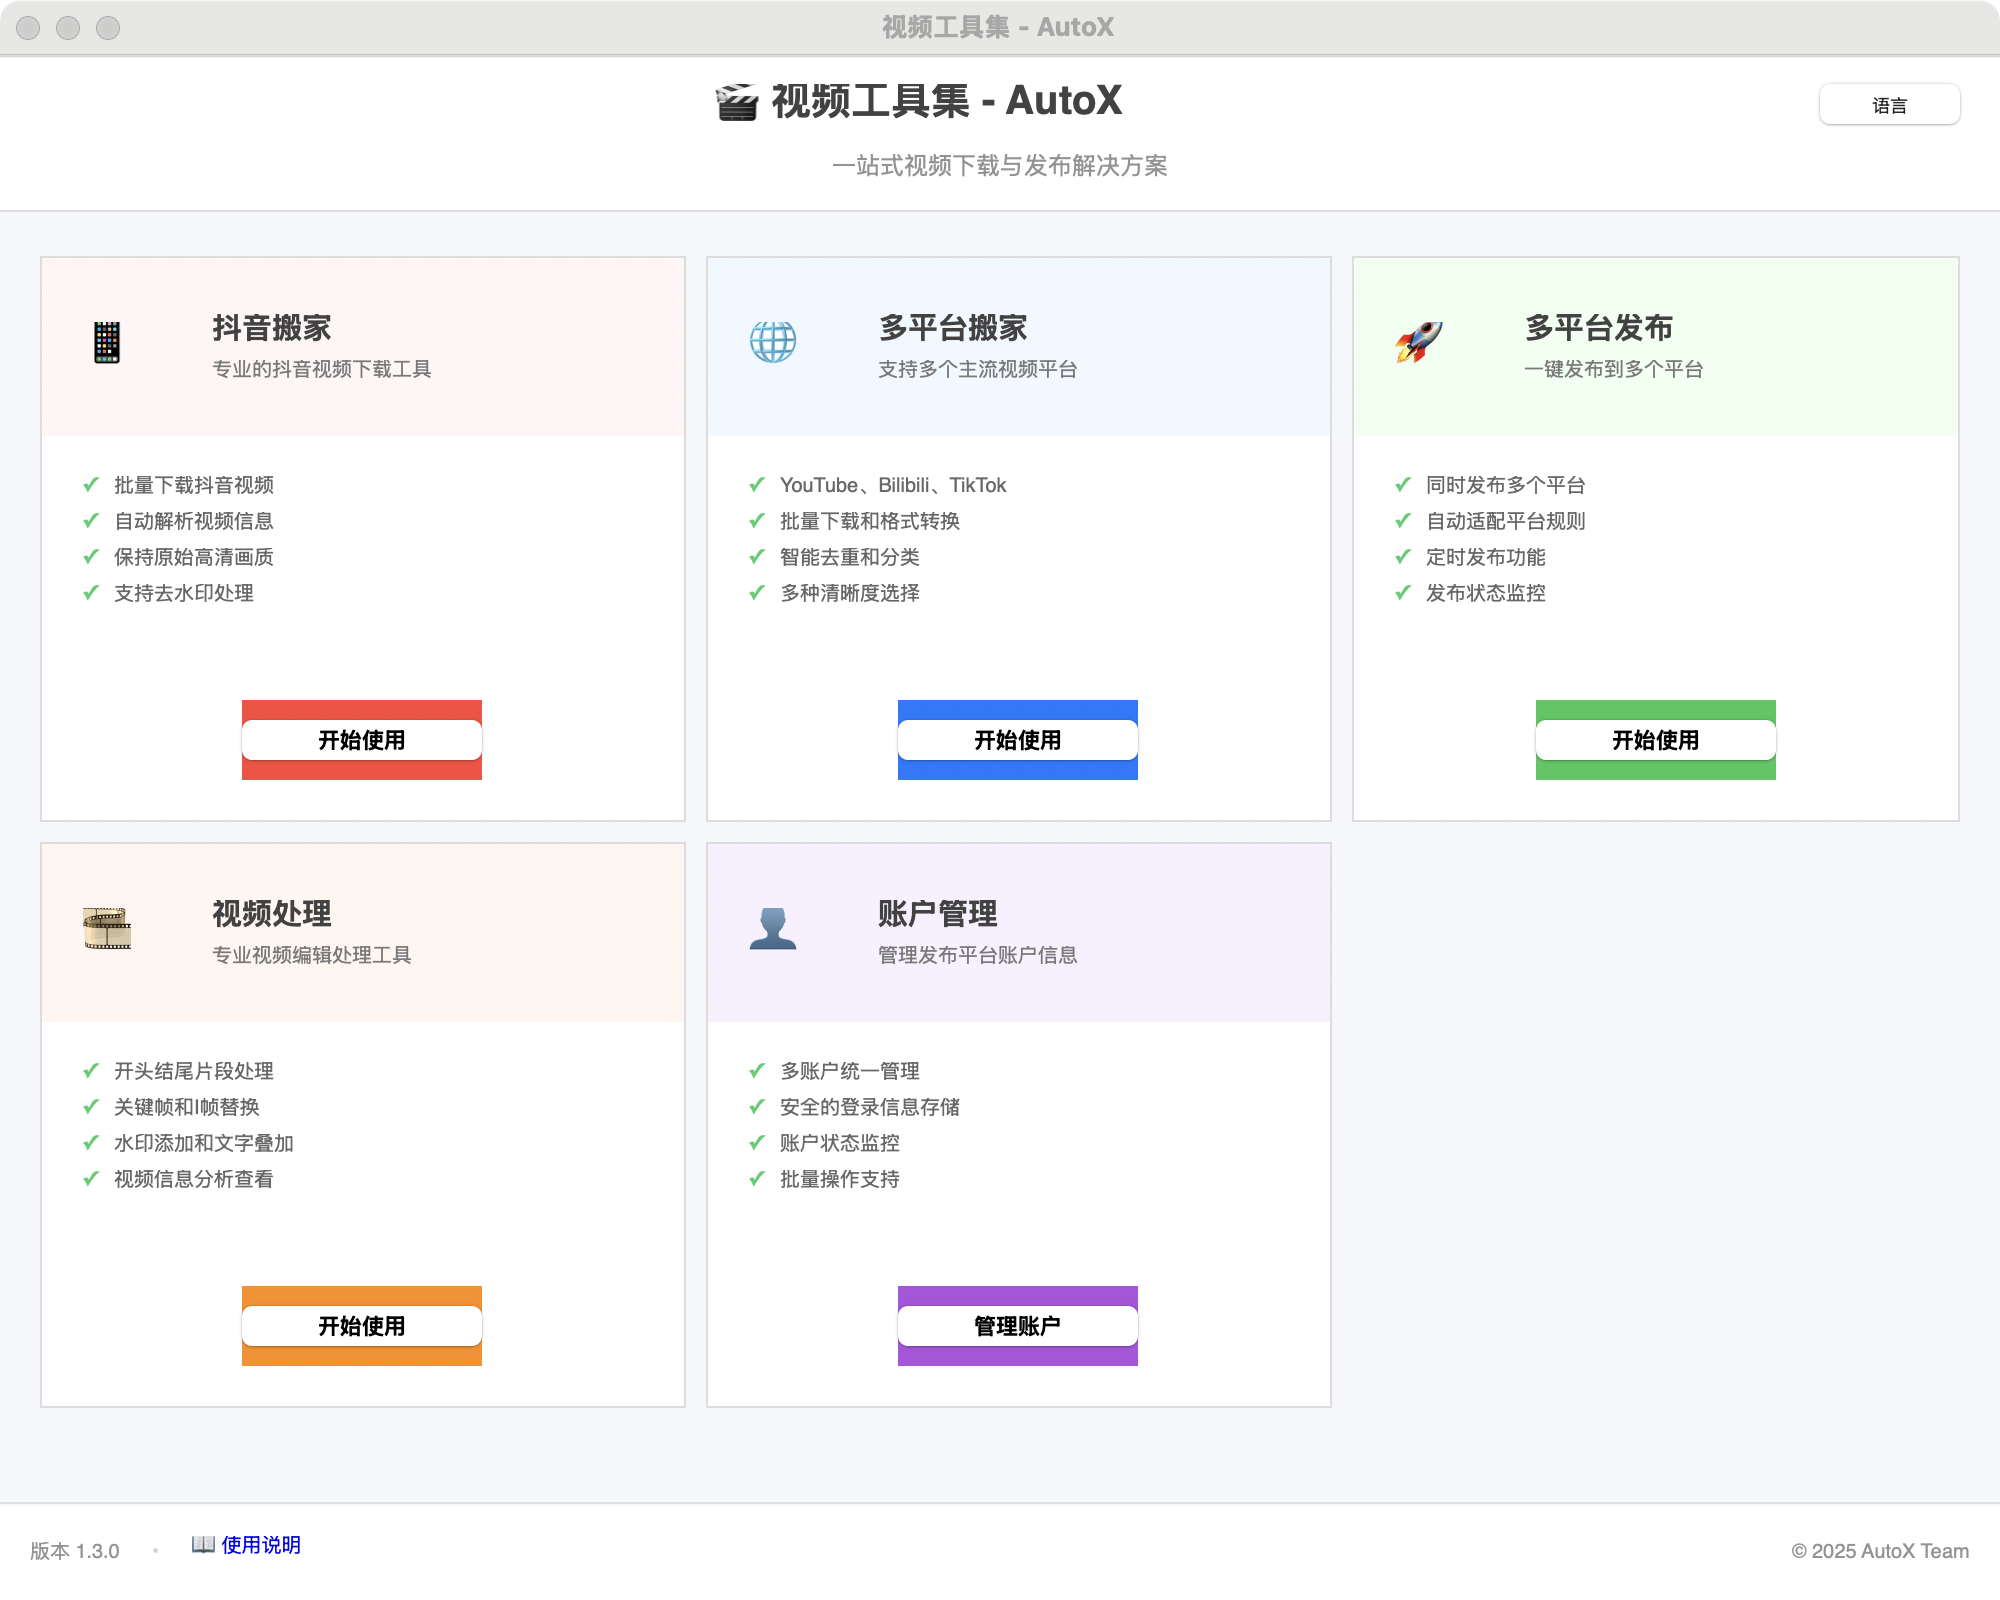 视频工具集 - AutoX
🎬 视频工具集 - AutoX
语言
一站式视频下载与发布解决方案
抖音搬家
专业的抖音视频下载工具
✓ 批量下载抖音视频
✓ 自动解析视频信息
✓ 保持原始高清画质
✓ 支持去水印处理
开始使用
多平台搬家
支持多个主流视频平台
✓ YouTube、Bilibili、TikTok
✓ 批量下载和格式转换
✓ 智能去重和分类
✓ 多种清晰度选择
开始使用
多平台发布
一键发布到多个平台
✓ 同时发布多个平台
✓ 自动适配平台规则
✓ 定时发布功能
✓ 发布状态监控
开始使用
视频处理
专业视频编辑处理工具
✓ 开头结尾片段处理
✓ 关键帧和I帧替换
✓ 水印添加和文字叠加
✓ 视频信息分析查看
开始使用
账户管理
管理发布平台账户信息
✓ 多账户统一管理
✓ 安全的登录信息存储
✓ 账户状态监控
✓ 批量操作支持
管理账户
版本 1.3.0 • 📖 使用说明
© 2025 AutoX Team